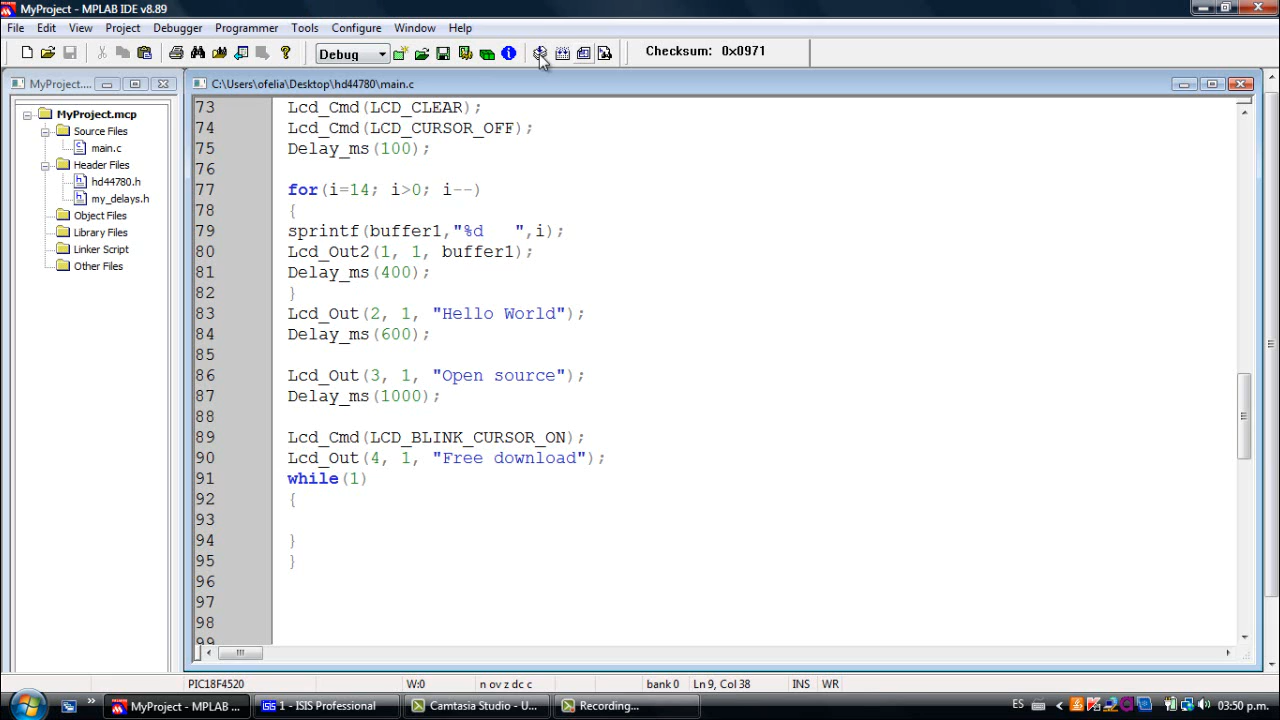 MyProject - MPLAB IDE v8.89
File Edit View Project Debugger Programmer Tools Configure Window Help
Debug
Checksum: 0x0971
MyProject....
C:\Users\ofelia\Desktop\hd44780\main.c
MyProject.mcp
Source Files
main.c
Header Files
hd44780.h
my_delays.h
Object Files
Library Files
Linker Script
Other Files
73 Lcd_Cmd(LCD_CLEAR);
74 Lcd_Cmd(LCD_CURSOR_OFF);
75 Delay_ms(100);
76
77 for(i=14; i>0; i--)
78 {
79 sprintf(buffer1,"%d   ",i);
80 Lcd_Out2(1, 1, buffer1);
81 Delay_ms(400);
82 }
83 Lcd_Out(2, 1, "Hello World");
84 Delay_ms(600);
85
86 Lcd_Out(3, 1, "Open source");
87 Delay_ms(1000);
88
89 Lcd_Cmd(LCD_BLINK_CURSOR_ON);
90 Lcd_Out(4, 1, "Free download");
91 while(1)
92 {
93
94 }
95 }
96
97
98
99
PIC18F4520 W:0 n ov z dc c bank 0 Ln 9, Col 38 INS WR
MyProject - MPLAB ... 1 - ISIS Professional Camtasia Studio - U... Recording... ES 03:50 p.m.